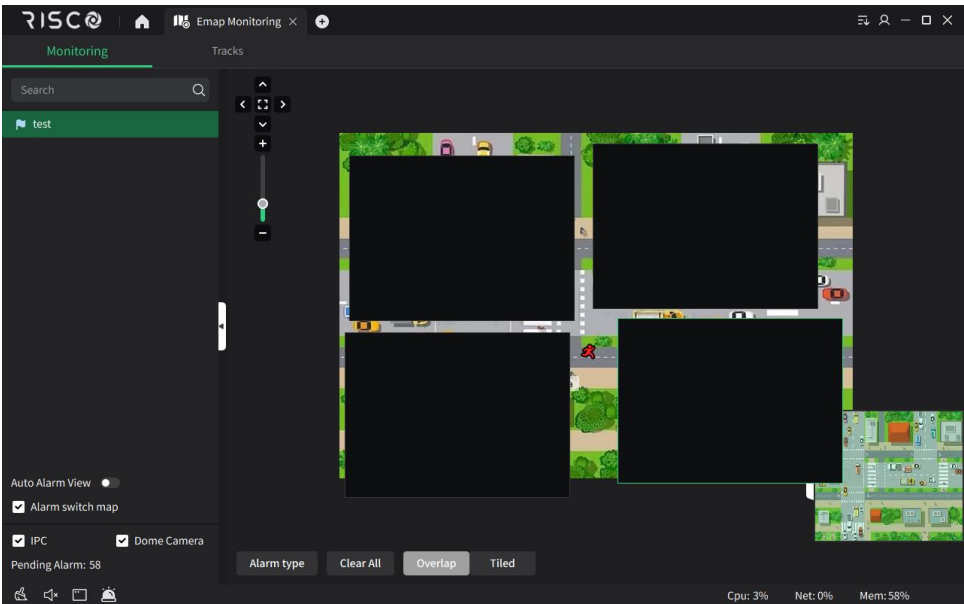 RISCO
Emap Monitoring
Monitoring Tracks
Search
test
Auto Alarm View
Alarm switch map
IPC Dome Camera
Pending Alarm: 58
Alarm type Clear All Overlap Tiled
Cpu: 3% Net: 0% Mem: 58%